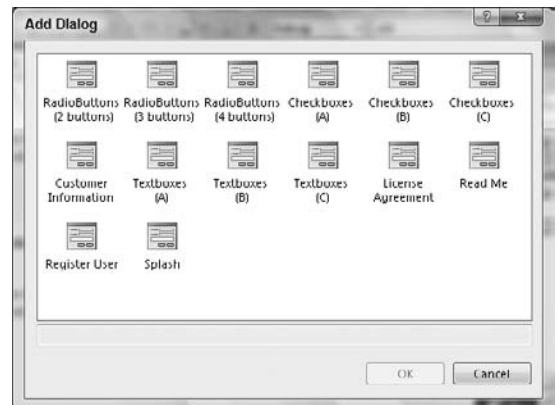 Add Dialog
RadioButtons RadioButtons RadioButtons Checkboxes Checkboxes Checkboxes
(2 buttons) (3 buttons) (4 buttons) (A) (B) (C)
Customer Textboxes Textboxes Textboxes License Read Me
Information (A) (B) (C) Agreement
Register User Splash
OK Cancel